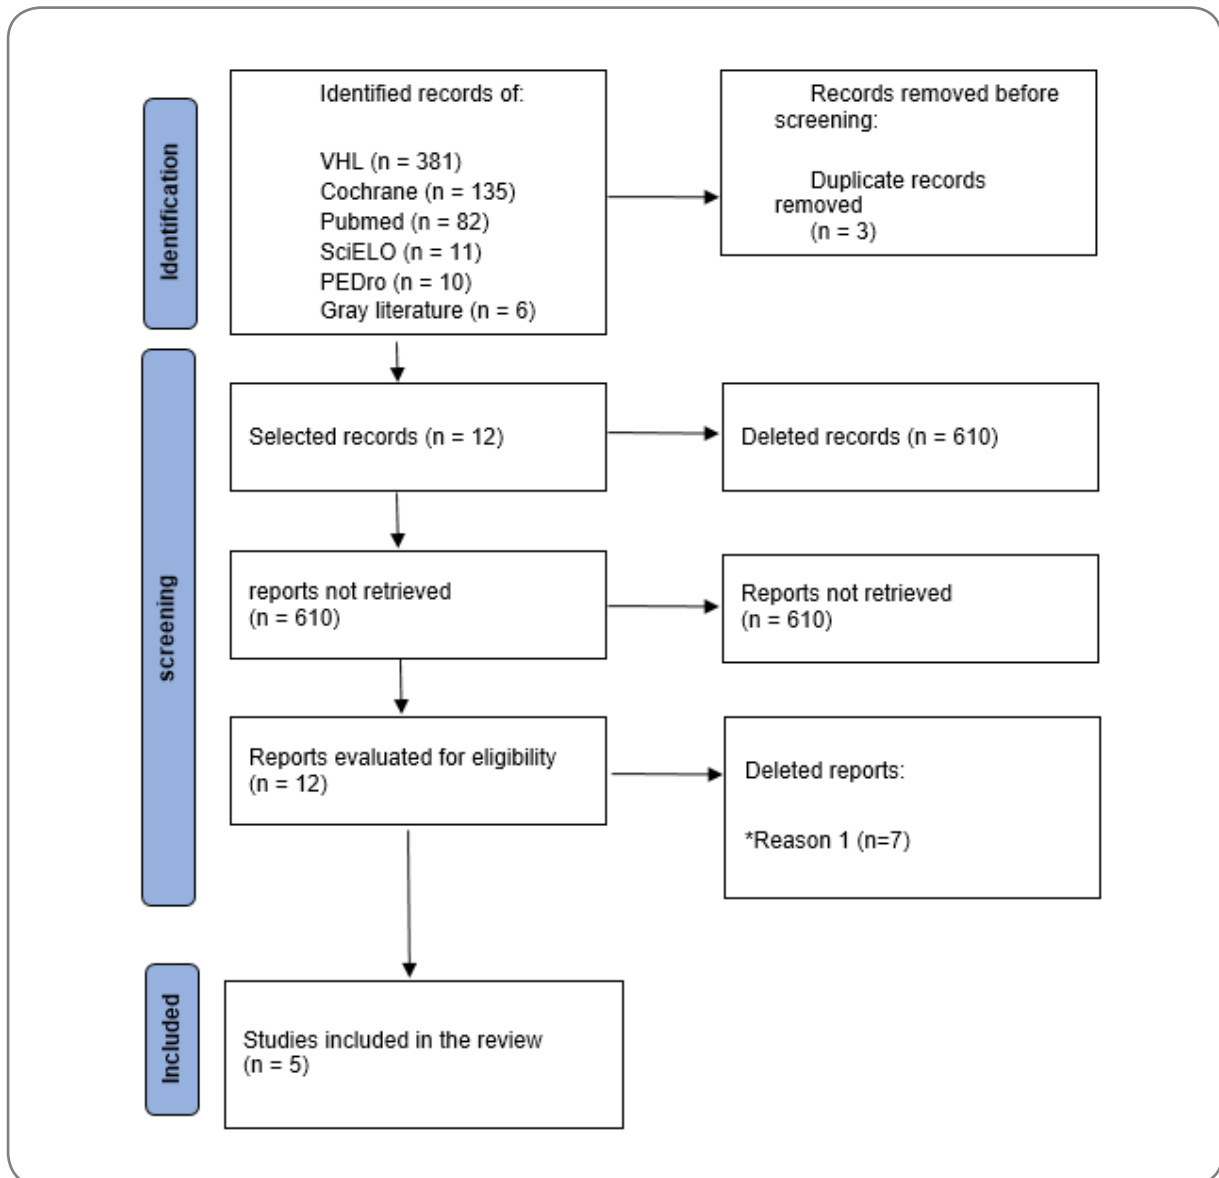 Identification
Identified records of:
VHL (n = 381)
Cochrane (n = 135)
Pubmed (n = 82)
SciELO (n = 11)
PEDro (n = 10)
Gray literature (n = 6)
Records removed before
screening:
Duplicate records
removed
(n = 3)
screening
Selected records (n = 12)
Deleted records (n = 610)
reports not retrieved
(n = 610)
Reports not retrieved
(n = 610)
Reports evaluated for eligibility
(n = 12)
Deleted reports:
*Reason 1 (n=7)
Included
Studies included in the review
(n = 5)